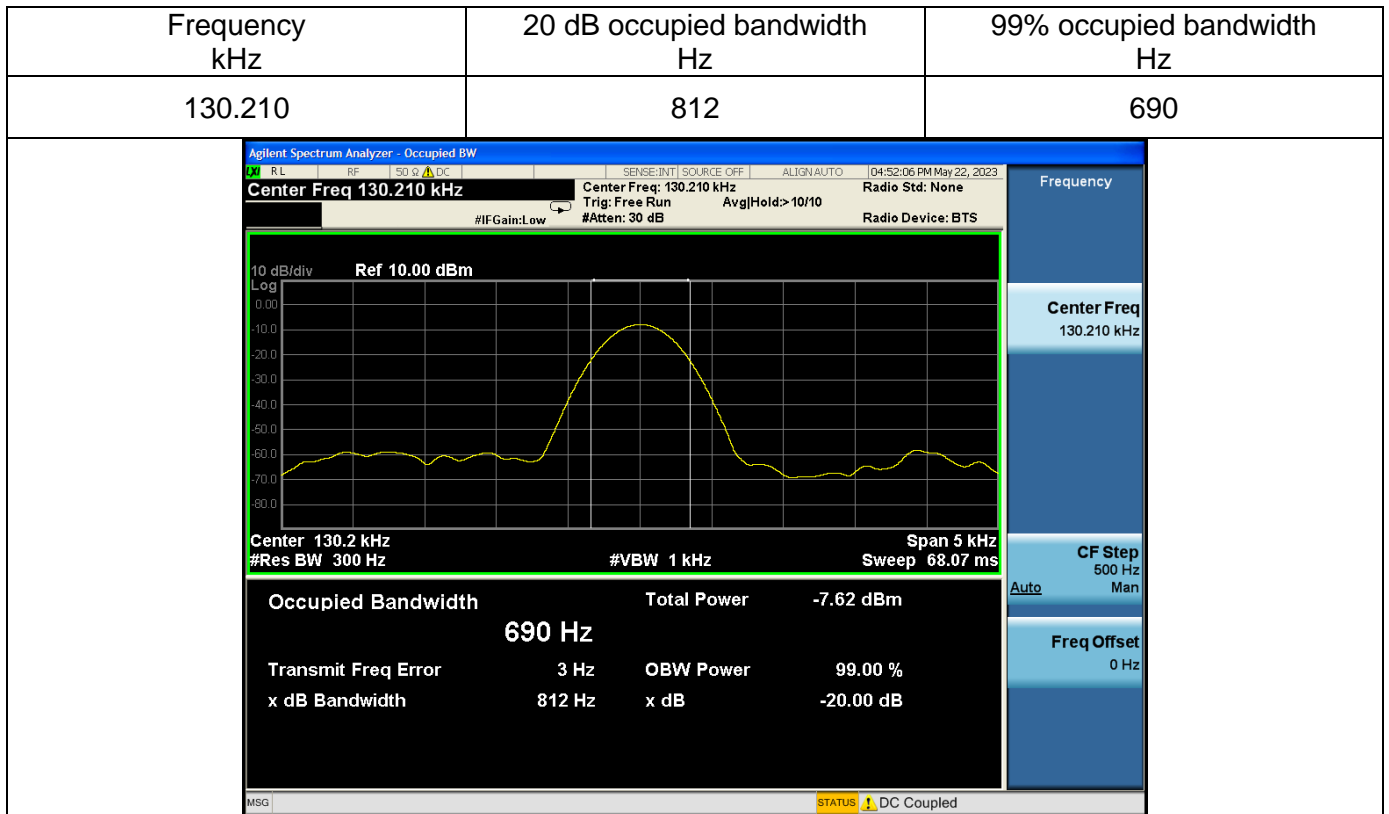 Frequency 20 dB occupied bandwidth 99% occupied bandwidth
kHz Hz Hz
130.210 812 690
Agilent Spectrum Analyzer - Occupied BW
LXI RL RF 50 Ω DC SENSE:INT SOURCE OFF ALIGN AUTO 04:52:06 PM May 22, 2023
Center Freq 130.210 kHz Center Freq: 130.210 kHz Radio Std: None
Trig: Free Run Avg|Hold:> 10/10
#IFGain:Low #Atten: 30 dB Radio Device: BTS
Frequency
10 dB/div Ref 10.00 dBm
Log
0.00
-10.0
-20.0
-30.0
-40.0
-50.0
-60.0
-70.0
-80.0
Center 130.2 kHz Span 5 kHz
#Res BW 300 Hz #VBW 1 kHz Sweep 68.07 ms
Center Freq
130.210 kHz
CF Step
500 Hz
Auto Man
Freq Offset
0 Hz
Occupied Bandwidth Total Power -7.62 dBm
690 Hz
Transmit Freq Error 3 Hz OBW Power 99.00 %
x dB Bandwidth 812 Hz x dB -20.00 dB
MSG STATUS DC Coupled